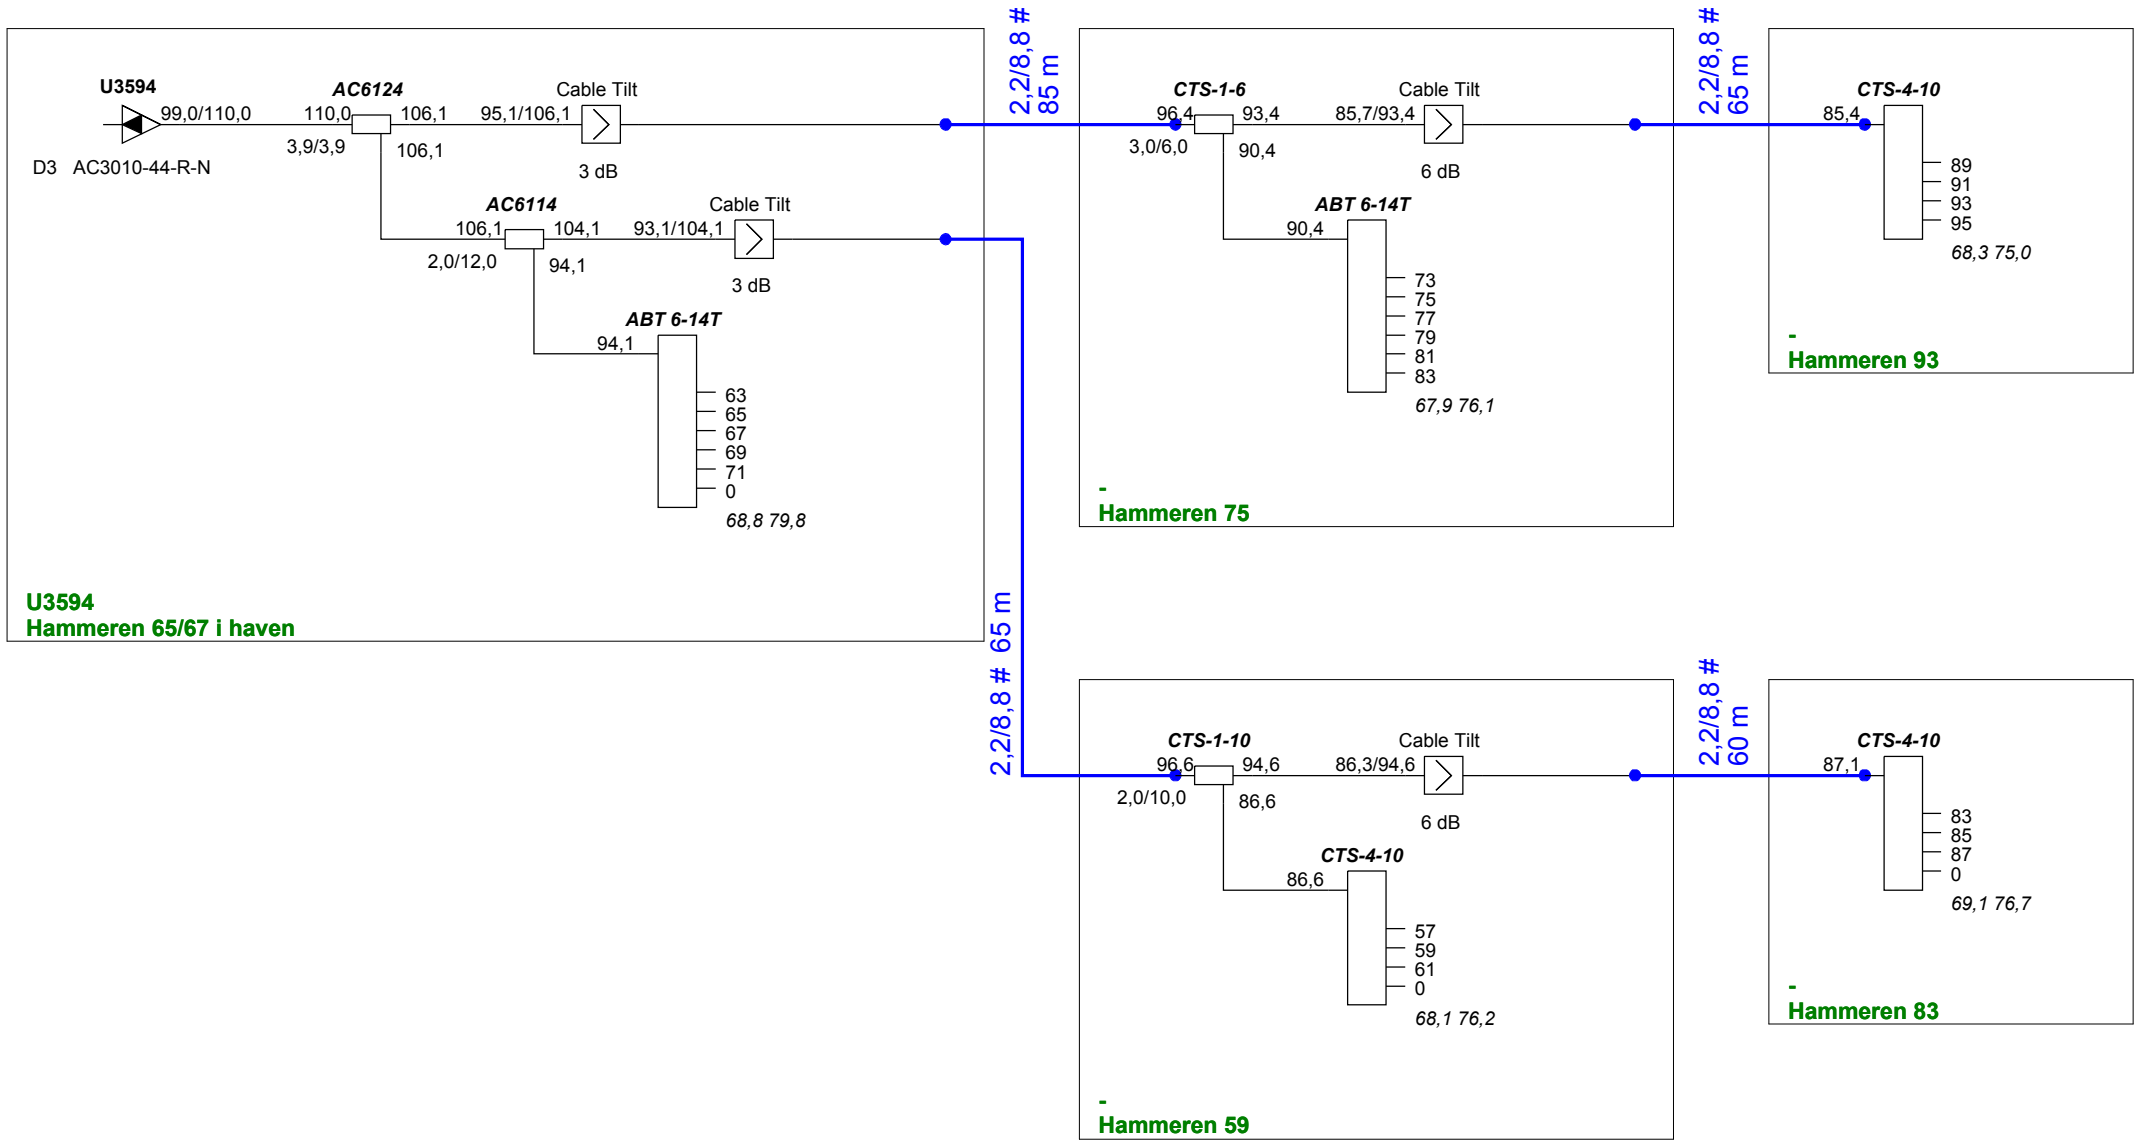 U3594
99,0/110,0
D3 AC3010-44-R-N
AC6124
110,0
106,1
3,9/3,9
106,1
95,1/106,1
Cable Tilt
3 dB
AC6114
106,1
104,1
2,0/12,0
94,1
93,1/104,1
Cable Tilt
3 dB
ABT 6-14T
94,1
63
65
67
69
71
0
68,8 79,8
U3594
Hammeren 65/67 i haven
2,2/8,8 #
85 m
CTS-1-6
96,4
93,4
3,0/6,0
90,4
85,7/93,4
Cable Tilt
6 dB
ABT 6-14T
90,4
73
75
77
79
81
83
67,9 76,1
-
Hammeren 75
2,2/8,8 #
65 m
CTS-4-10
85,4
89
91
93
95
68,3 75,0
-
Hammeren 93
2,2/8,8 # 65 m
CTS-1-10
96,6
94,6
2,0/10,0
86,6
86,3/94,6
Cable Tilt
6 dB
CTS-4-10
86,6
57
59
61
0
68,1 76,2
-
Hammeren 59
2,2/8,8 #
60 m
CTS-4-10
87,1
83
85
87
0
69,1 76,7
-
Hammeren 83